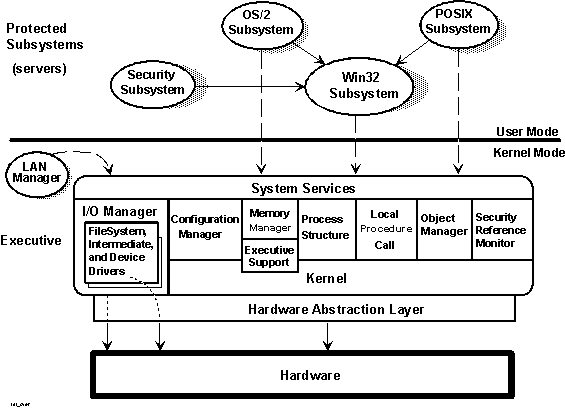 Protected
Subsystems
(servers)
OS/2
Subsystem
POSIX
Subsystem
Security
Subsystem
Win32
Subsystem
User Mode
Kernel Mode
LAN
Manager
System Services
Executive
I/O Manager
FileSystem,
Intermediate,
and Device
Drivers
Configuration
Manager
Memory
Manager
Executive
Support
Process
Structure
Local
Procedure
Call
Object
Manager
Security
Reference
Monitor
Kernel
Hardware Abstraction Layer
Hardware